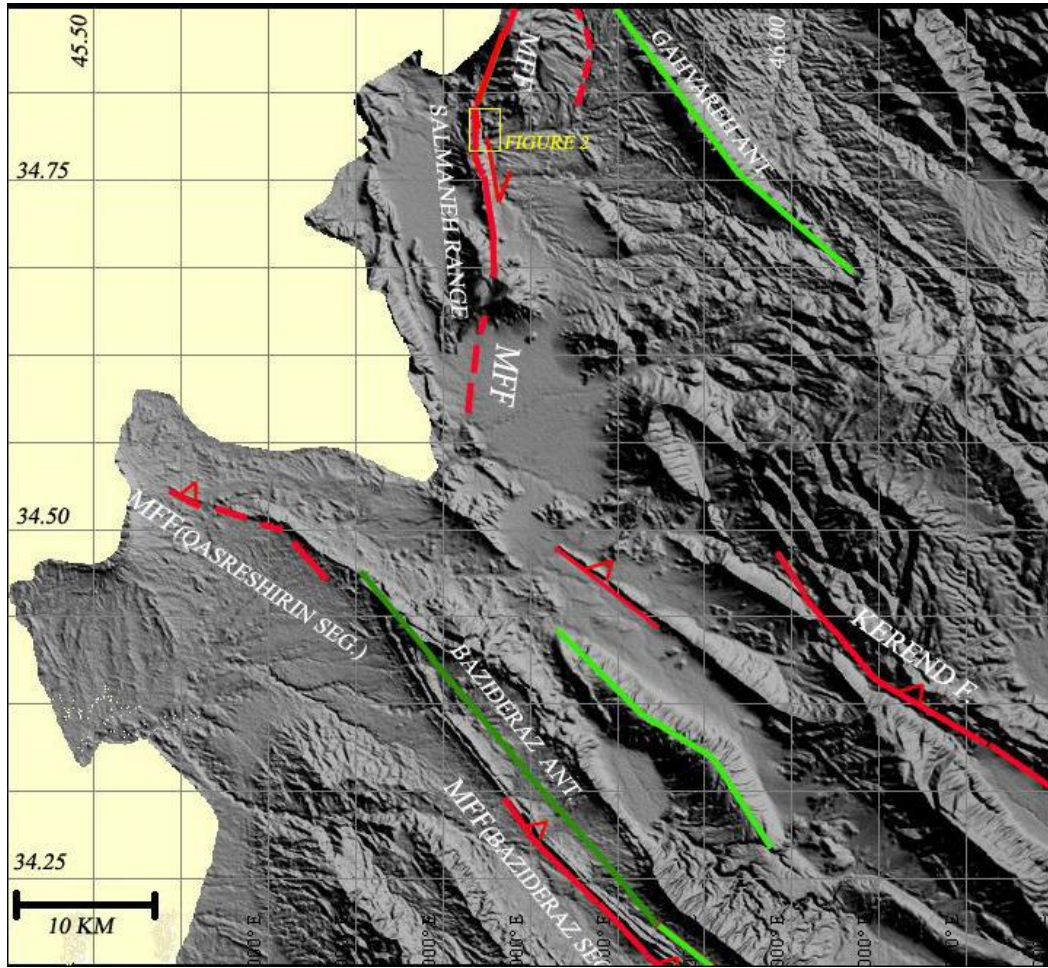 45.50
46.00
MFF
GAHVAREH ANT
SALMANEH RANGE
FIGURE 2
34.75
MFF
34.50
MFF(QASRESHIRIN SEG.)
KEREND F.
BAZIDERAZ ANT
MFF(BAZIDERAZ SEG
34.25
10 KM